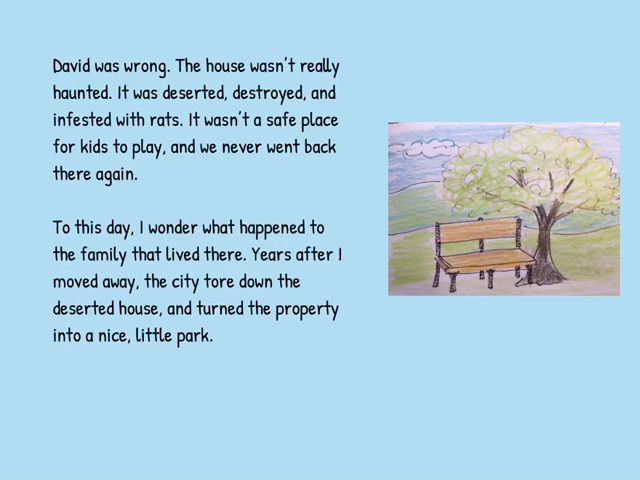 David was wrong. The house wasn't really
haunted. It was deserted, destroyed, and
infested with rats. It wasn't a safe place
for kids to play, and we never went back
there again.
To this day, I wonder what happened to
the family that lived there. Years after I
moved away, the city tore down the
deserted house, and turned the property
into a nice, little park.